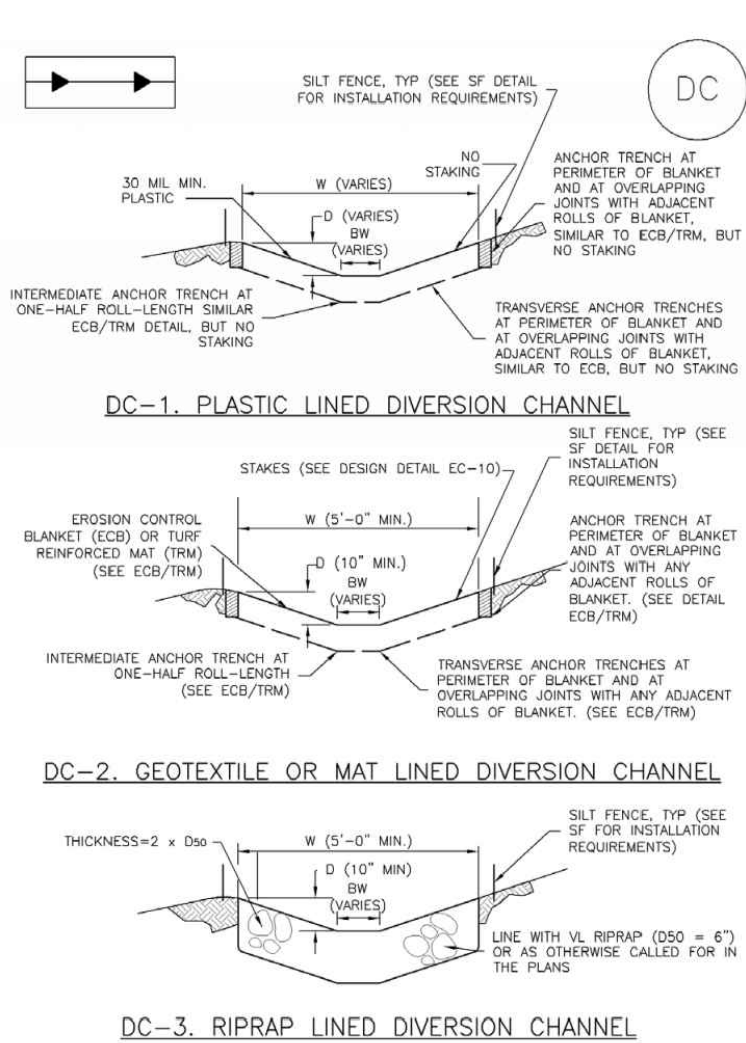 DC
SILT FENCE, TYP (SEE SF DETAIL
FOR INSTALLATION REQUIREMENTS)
NO
STAKING
ANCHOR TRENCH AT
PERIMETER OF BLANKET
AND AT OVERLAPPING
JOINTS WITH ADJACENT
ROLLS OF BLANKET,
SIMILAR TO ECB/TRM, BUT
NO STAKING
30 MIL MIN.
PLASTIC
W (VARIES)
D (VARIES)
BW
(VARIES)
INTERMEDIATE ANCHOR TRENCH AT
ONE-HALF ROLL-LENGTH SIMILAR
ECB/TRM DETAIL, BUT NO
STAKING
TRANSVERSE ANCHOR TRENCHES
AT PERIMETER OF BLANKET AND
AT OVERLAPPING JOINTS WITH
ADJACENT ROLLS OF BLANKET,
SIMILAR TO ECB, BUT NO STAKING
DC-1. PLASTIC LINED DIVERSION CHANNEL
SILT FENCE, TYP (SEE
SF DETAIL FOR
INSTALLATION
REQUIREMENTS)
STAKES (SEE DESIGN DETAIL EC-10)
EROSION CONTROL
BLANKET (ECB) OR TURF
REINFORCED MAT (TRM)
(SEE ECB/TRM)
W (5'-0" MIN.)
D (10" MIN.)
BW
(VARIES)
ANCHOR TRENCH AT
PERIMETER OF BLANKET
AND AT OVERLAPPING
JOINTS WITH ANY
ADJACENT ROLLS OF
BLANKET. (SEE DETAIL
ECB/TRM)
INTERMEDIATE ANCHOR TRENCH AT
ONE-HALF ROLL-LENGTH
(SEE ECB/TRM)
TRANSVERSE ANCHOR TRENCHES AT
PERIMETER OF BLANKET AND AT
OVERLAPPING JOINTS WITH ANY ADJACENT
ROLLS OF BLANKET. (SEE ECB/TRM)
DC-2. GEOTEXTILE OR MAT LINED DIVERSION CHANNEL
SILT FENCE, TYP (SEE
SF FOR INSTALLATION
REQUIREMENTS)
THICKNESS=2 x D50
W (5'-0" MIN.)
D (10" MIN)
BW
(VARIES)
LINE WITH VL RIPRAP (D50 = 6")
OR AS OTHERWISE CALLED FOR IN
THE PLANS
DC-3. RIPRAP LINED DIVERSION CHANNEL